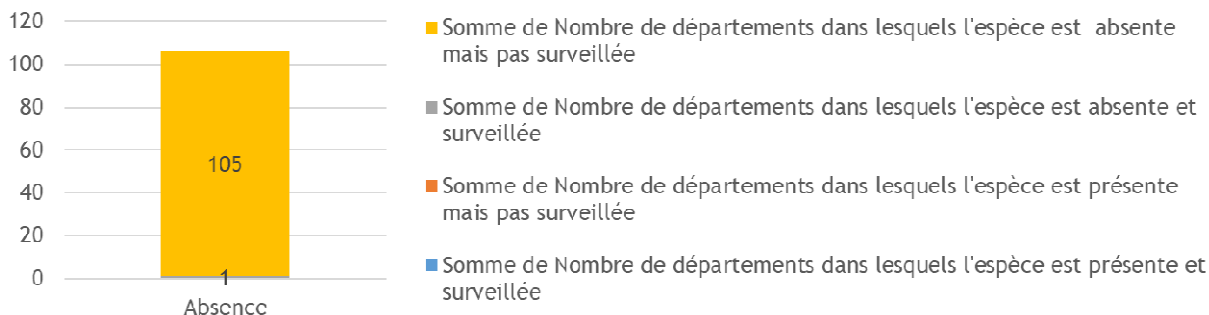 120
100
80
60
40
20
0
105
1
Absence
Somme de Nombre de départements dans lesquels l'espèce est absente
mais pas surveillée
Somme de Nombre de départements dans lesquels l'espèce est absente et
surveillée
Somme de Nombre de départements dans lesquels l'espèce est présente
mais pas surveillée
Somme de Nombre de départements dans lesquels l'espèce est présente et
surveillée